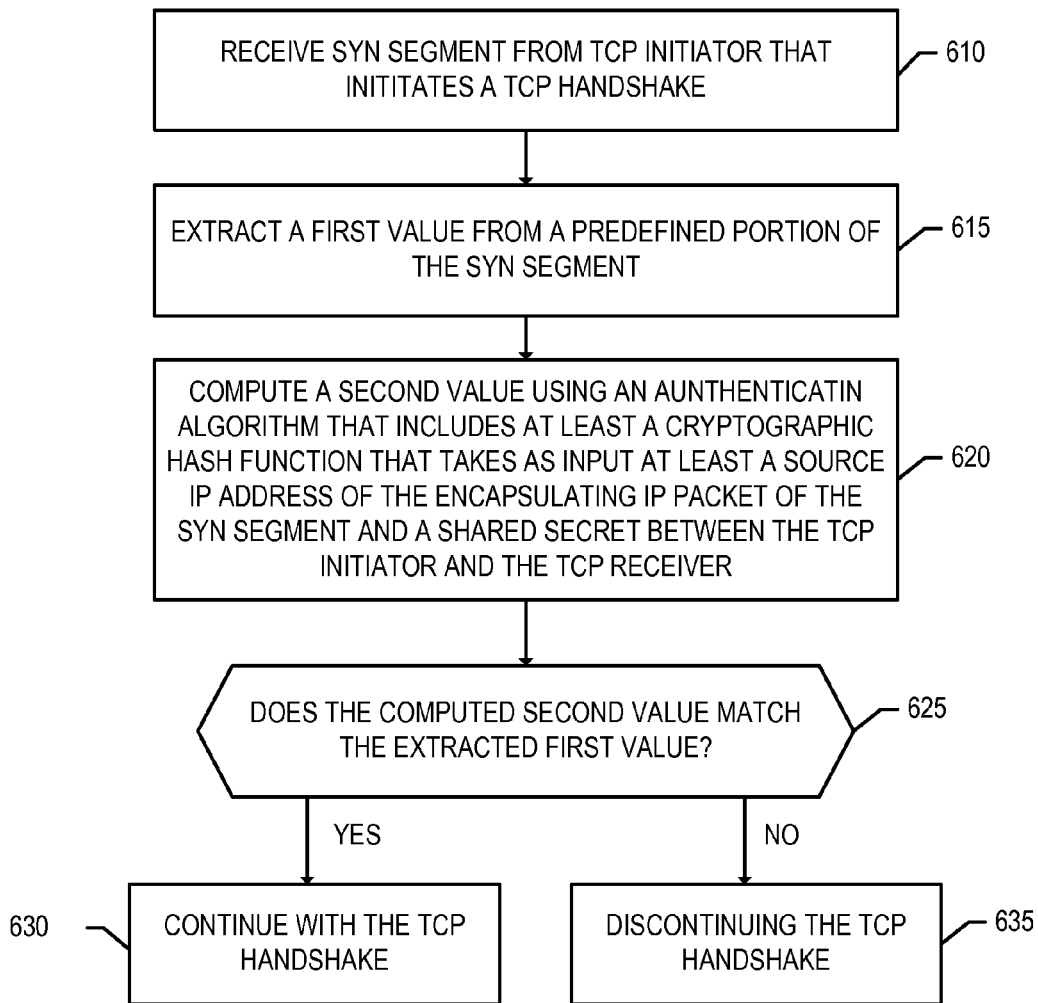 RECEIVE SYN SEGMENT FROM TCP INITIATOR THAT
INITITATES A TCP HANDSHAKE
610
EXTRACT A FIRST VALUE FROM A PREDEFINED PORTION OF
THE SYN SEGMENT
615
COMPUTE A SECOND VALUE USING AN AUNTHENTICATIN
ALGORITHM THAT INCLUDES AT LEAST A CRYPTOGRAPHIC
HASH FUNCTION THAT TAKES AS INPUT AT LEAST A SOURCE
IP ADDRESS OF THE ENCAPSULATING IP PACKET OF THE
SYN SEGMENT AND A SHARED SECRET BETWEEN THE TCP
INITIATOR AND THE TCP RECEIVER
620
DOES THE COMPUTED SECOND VALUE MATCH
THE EXTRACTED FIRST VALUE?
625
YES
NO
630
CONTINUE WITH THE TCP
HANDSHAKE
DISCONTINUING THE TCP
HANDSHAKE
635